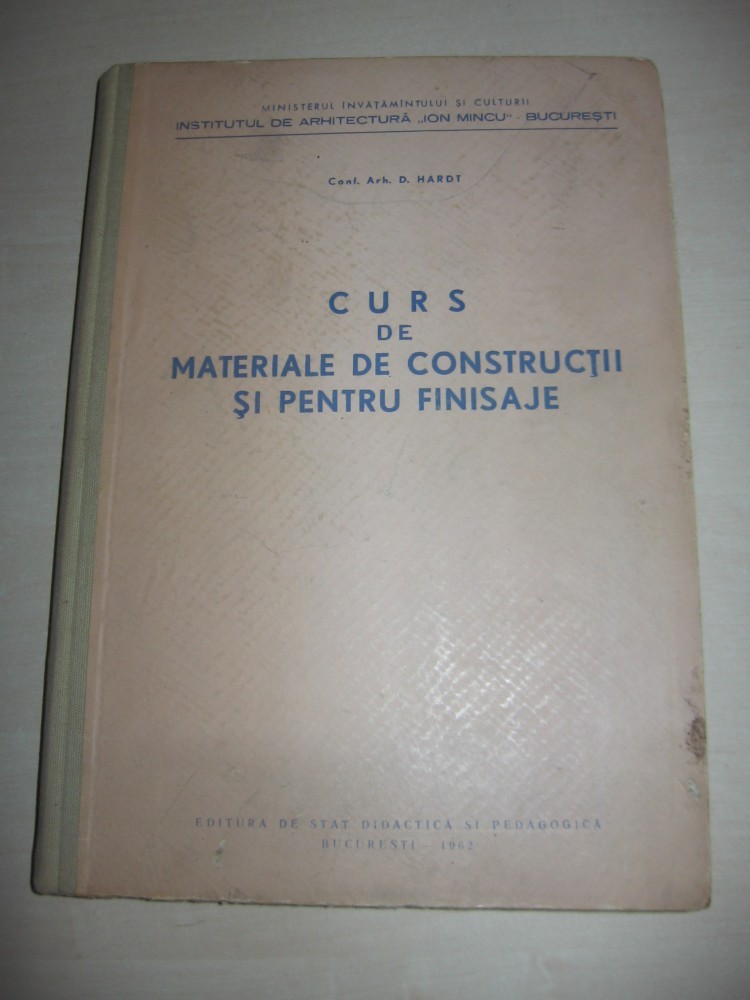 MINISTERUL ÎNVĂŢĂMÎNTULUI ŞI CULTURII
INSTITUTUL DE ARHITECTURĂ „ION MINCU" - BUCUREŞTI
Conf. Arh. D. HARDT
CURS
DE
MATERIALE DE CONSTRUCŢII
ŞI PENTRU FINISAJE
EDITURA DE STAT DIDACTICĂ ŞI PEDAGOGICĂ
BUCUREŞTI — 1962